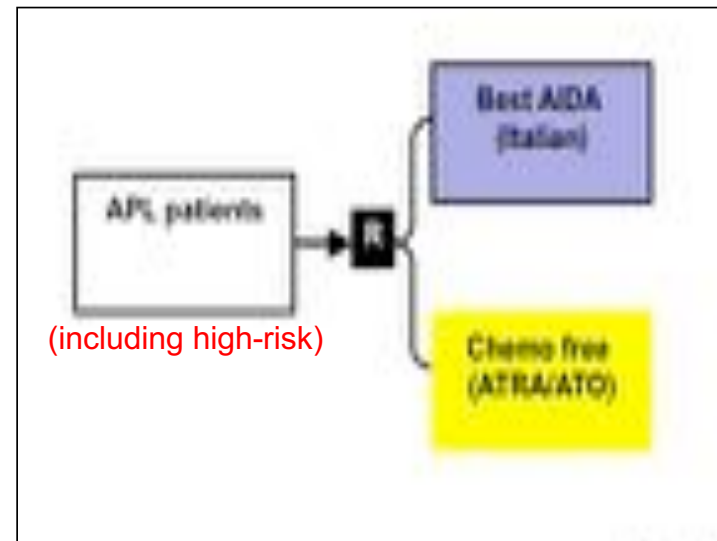 APL patients
(including high-risk)
R
Best AIDA
(Italian)
Chemo free
(ATRA/ATO)